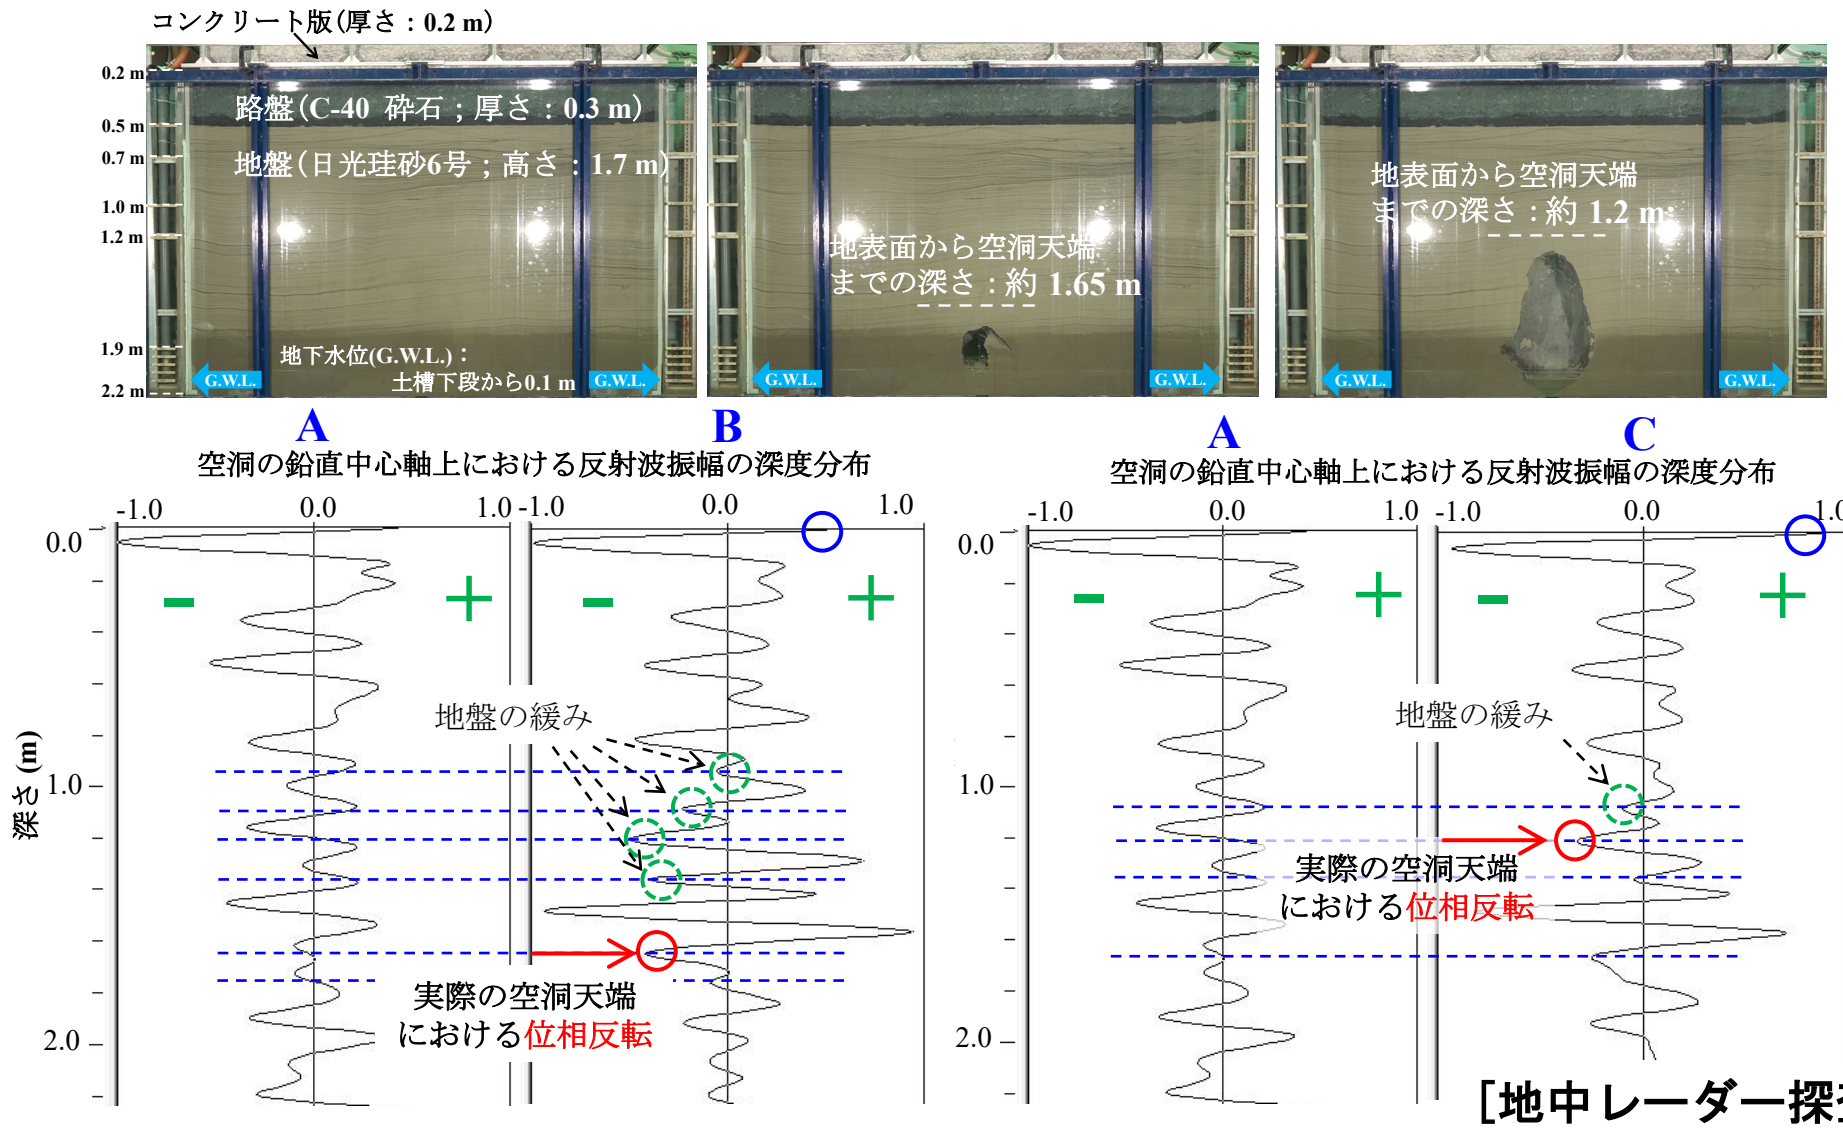 コンクリート版(厚さ：0.2 m)
0.2 m
0.5 m
0.7 m
1.0 m
1.2 m
1.9 m
2.2 m
路盤(C-40 砕石；厚さ：0.3 m)
地盤(日光珪砂6号；高さ：1.7 m)
地下水位(G.W.L.)：
土槽下段から0.1 m
G.W.L.
G.W.L.
地表面から空洞天端
までの深さ：約 1.65 m
G.W.L.
G.W.L.
地表面から空洞天端
までの深さ：約 1.2 m
G.W.L.
G.W.L.
A
B
空洞の鉛直中心軸上における反射波振幅の深度分布
-1.0
0.0
1.0
-1.0
0.0
1.0
0.0
1.0
2.0
深さ (m)
-
+
-
+
地盤の緩み
実際の空洞天端
における位相反転
A
C
空洞の鉛直中心軸上における反射波振幅の深度分布
-1.0
0.0
1.0
-1.0
0.0
1.0
0.0
1.0
2.0
-
+
-
+
地盤の緩み
実際の空洞天端
における位相反転
[地中レーダー探査